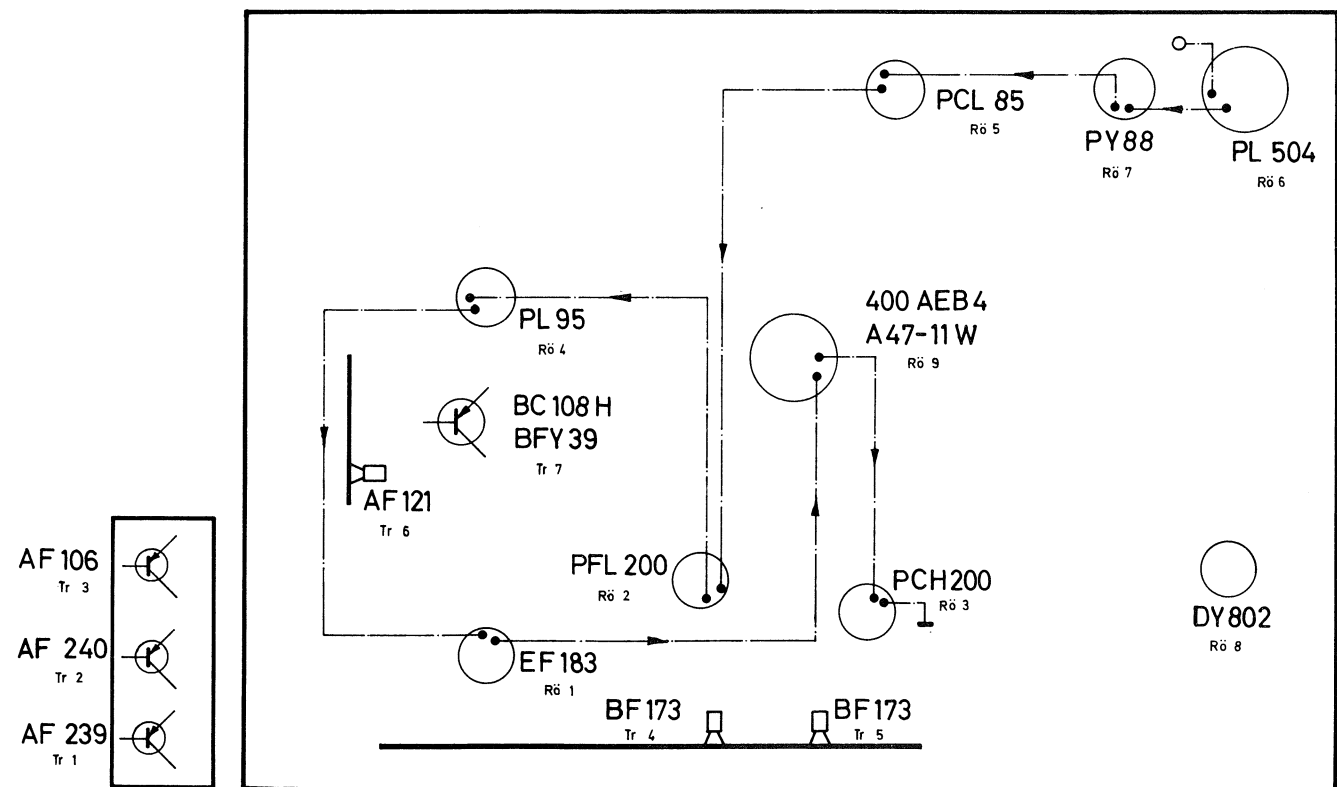 PCL 85
Rö 5
PY88
Rö 7
PL 504
Rö 6
PL 95
Rö 4
400 AEB 4
A47-11 W
Rö 9
BC 108 H
BFY 39
Tr 7
AF 121
Tr 6
AF 106
Tr 3
AF 240
Tr 2
AF 239
Tr 1
PFL 200
Rö 2
PCH 200
Rö 3
DY 802
Rö 8
EF 183
Rö 1
BF 173
Tr 4
BF 173
Tr 5